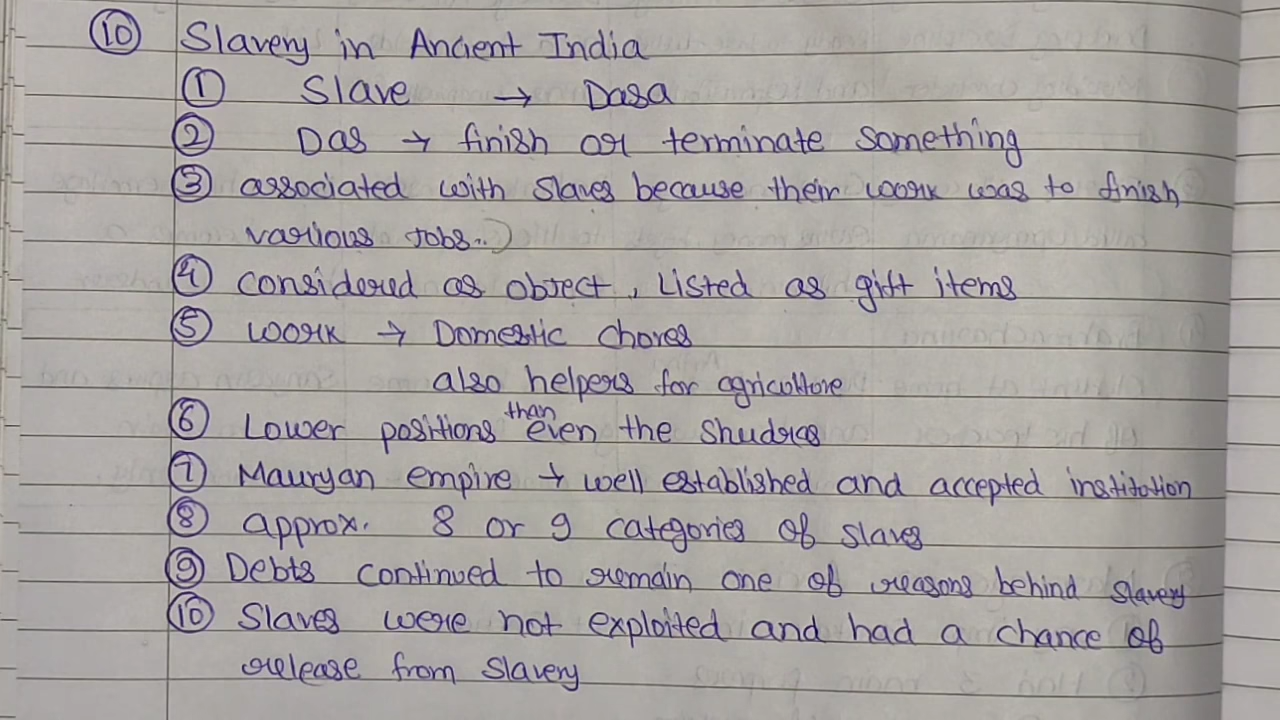 10 Slavery in Ancient India
1 Slave → Dasa
2 Das → finish or terminate something
3 associated with slaves because their work was to finish
various jobs..)
4 considered as object, listed as gift items
5 work → Domestic chores
also helpers for agriculture
6 Lower positions than even the Shudras
7 Mauryan empire → well established and accepted institution
8 approx. 8 or 9 categories of slaves
9 Debts continued to remain one of reasons behind slavery
10 Slaves were not exploited and had a chance of
release from slavery